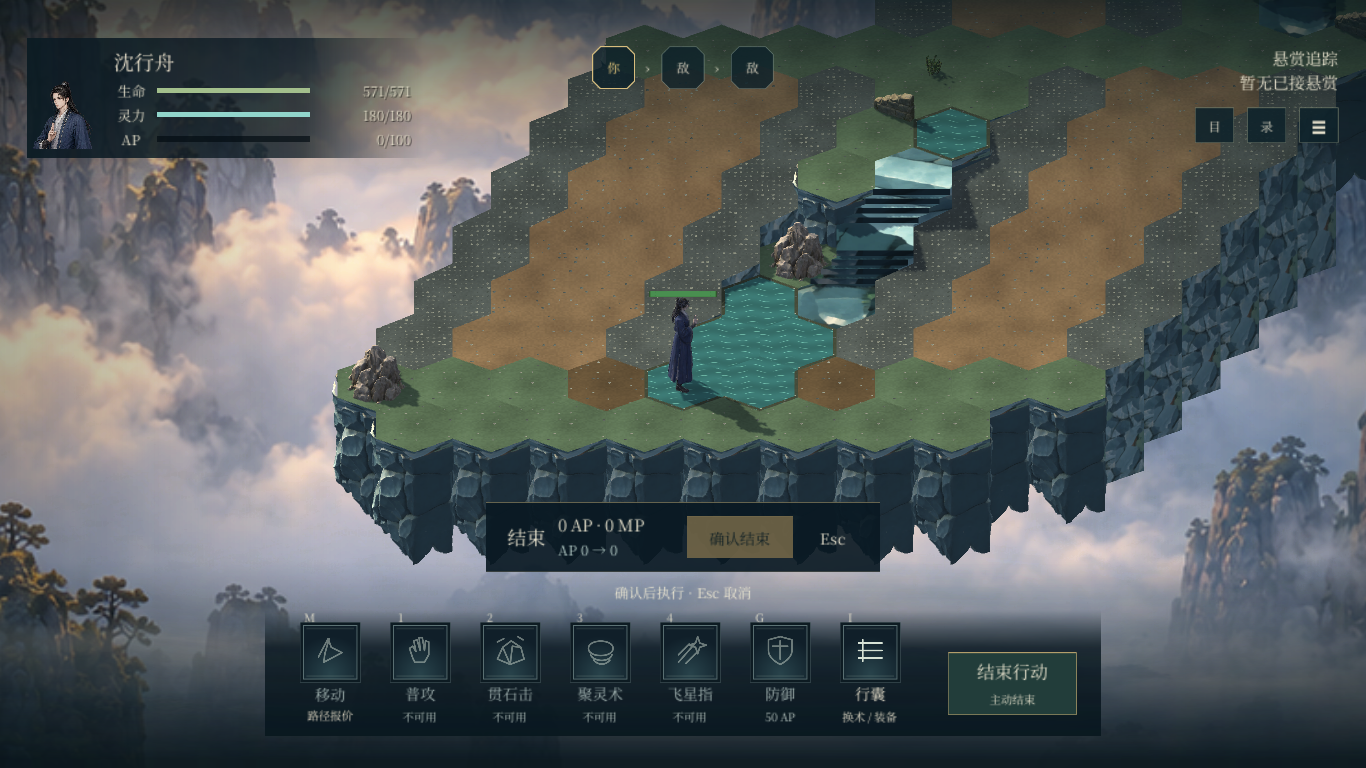 沈行舟
生命 571/571
灵力 180/180
AP 0/100
你 › 敌 › 敌
悬赏追踪
暂无已接悬赏
目 录
结束 0 AP · 0 MP
AP 0 → 0
确认结束 Esc
确认后执行 · Esc 取消
M 1 2 3 4 G I
移动 普攻 贯石击 聚灵术 飞星指 防御 行囊
路径报价 不可用 不可用 不可用 不可用 50 AP 换术 / 装备
结束行动
主动结束